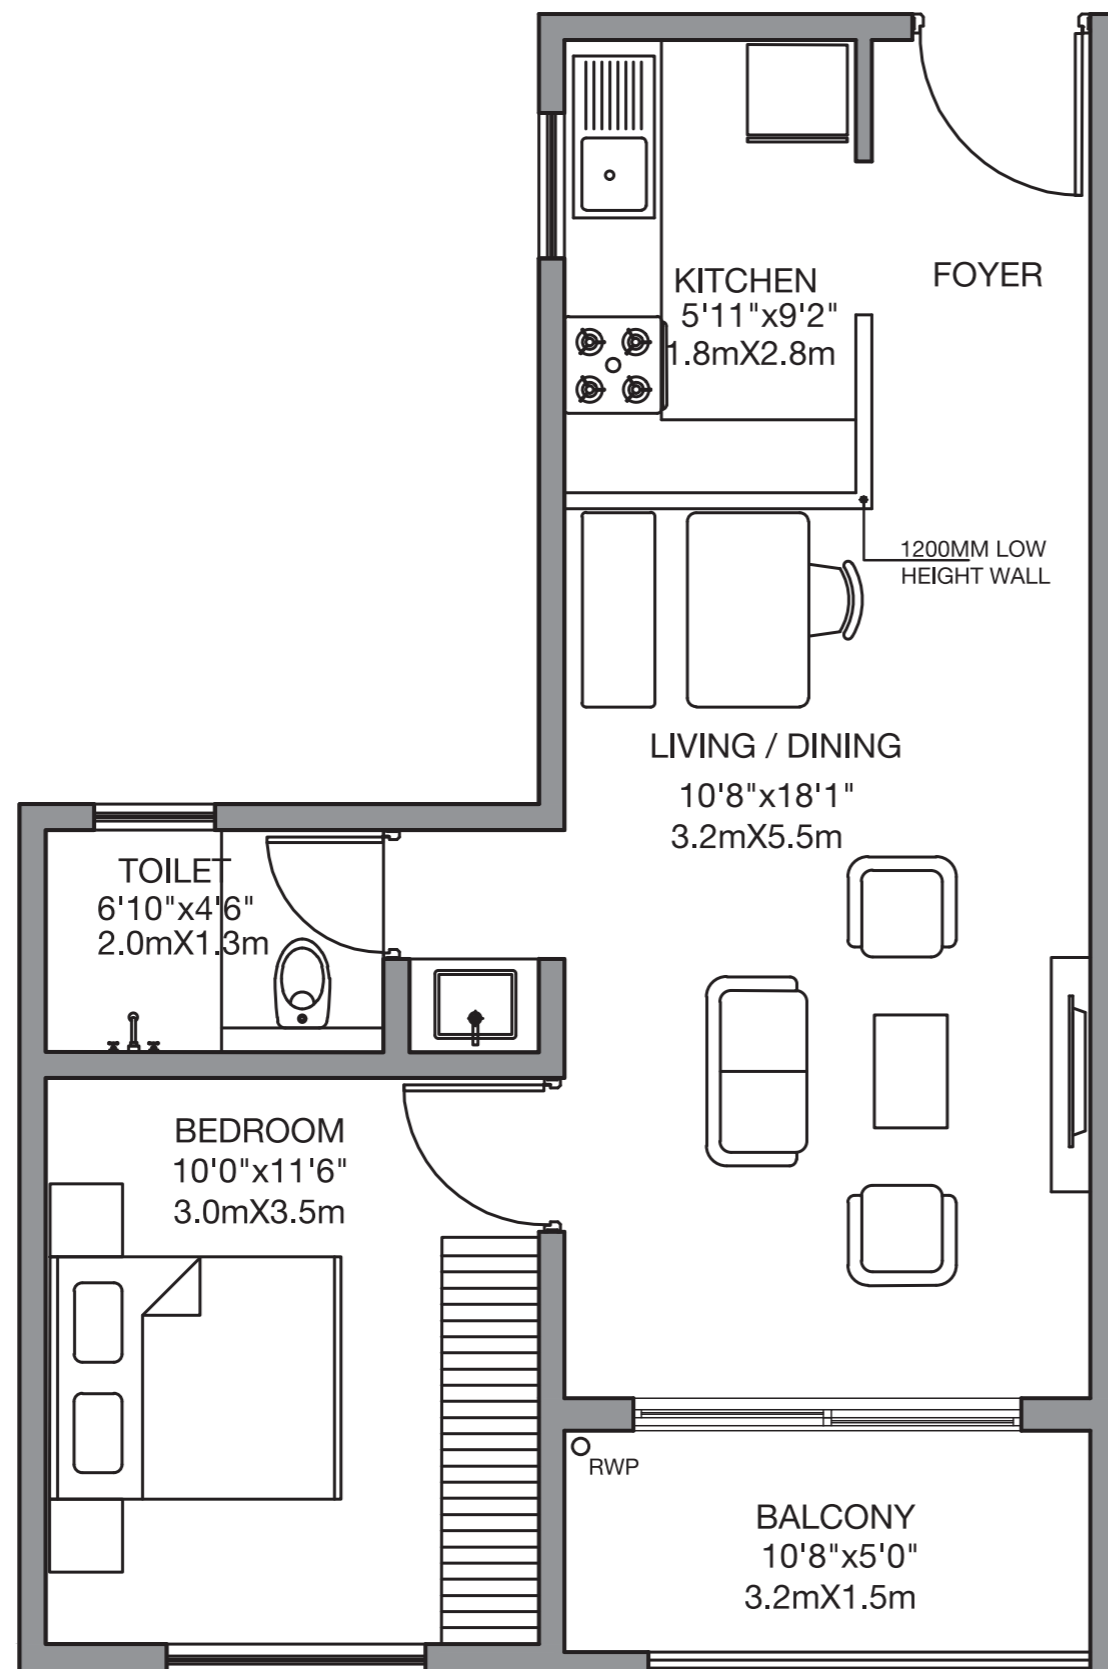 KITCHEN
5'11"x9'2"
1.8mX2.8m
FOYER
1200MM LOW
HEIGHT WALL
LIVING / DINING
10'8"x18'1"
3.2mX5.5m
TOILET
6'10"x4'6"
2.0mX1.3m
BEDROOM
10'0"x11'6"
3.0mX3.5m
RWP
BALCONY
10'8"x5'0"
3.2mX1.5m